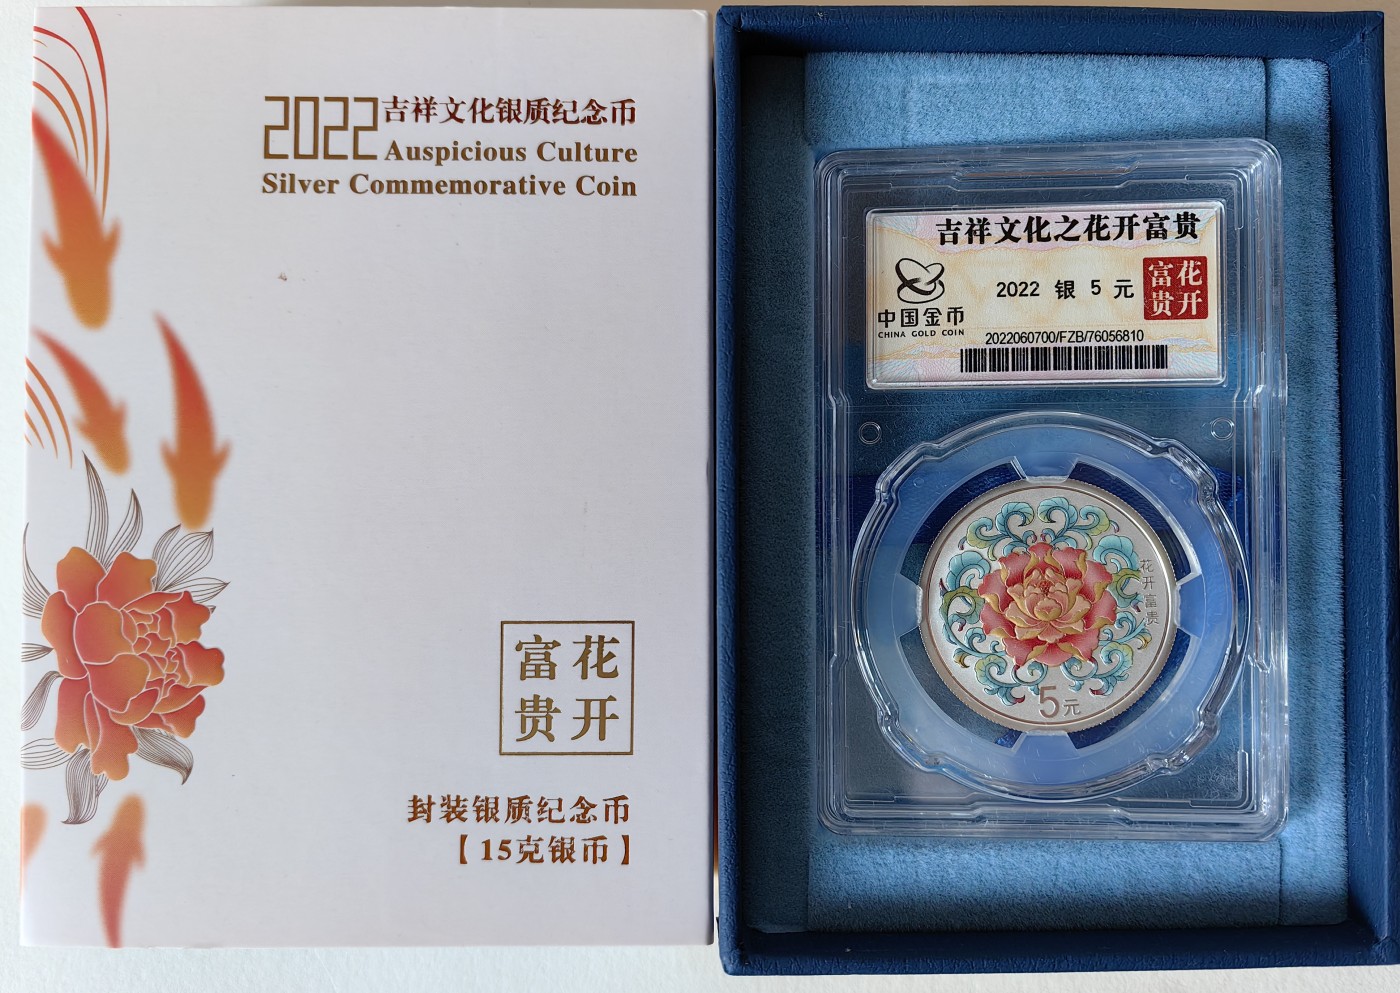 2022吉祥文化银质纪念币
Auspicious Culture
Silver Commemorative Coin
花开
富贵
封装银质纪念币
【15克银币】
吉祥文化之花开富贵
中国金币
CHINA GOLD COIN
2022 银 5 元
花开
富贵
2022060700/FZB/76056810
花开富贵
5元